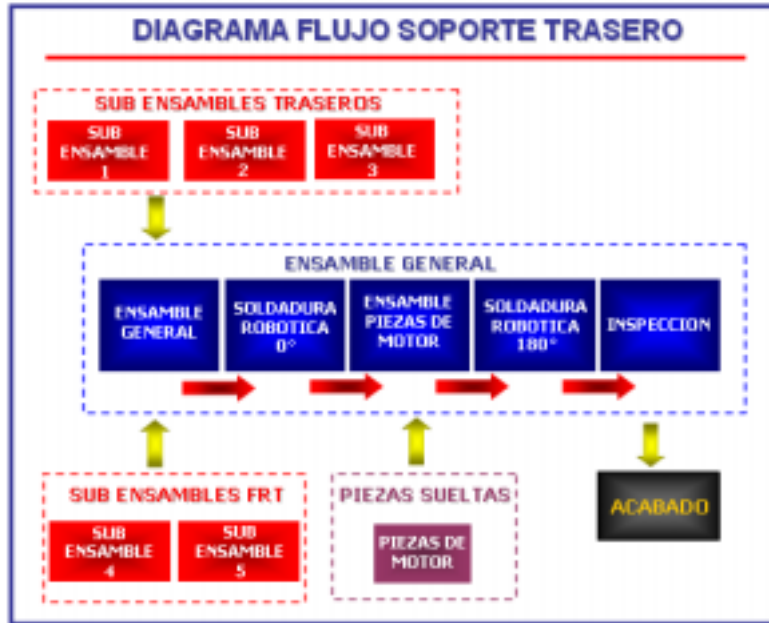 DIAGRAMA FLUJO SOPORTE TRASERO
SUB ENSAMBLES TRASEROS
SUB
ENSAMBLE
1
SUB
ENSAMBLE
2
SUB
ENSAMBLE
3
ENSAMBLE GENERAL
ENSAMBLE
GENERAL
SOLDADURA
ROBOTICA
0°
ENSAMBLE
PIEZAS DE
MOTOR
SOLDADURA
ROBOTICA
180°
INSPECCION
SUB ENSAMBLES FRT
SUB
ENSAMBLE
4
SUB
ENSAMBLE
5
PIEZAS SUELTAS
PIEZAS DE
MOTOR
ACABADO